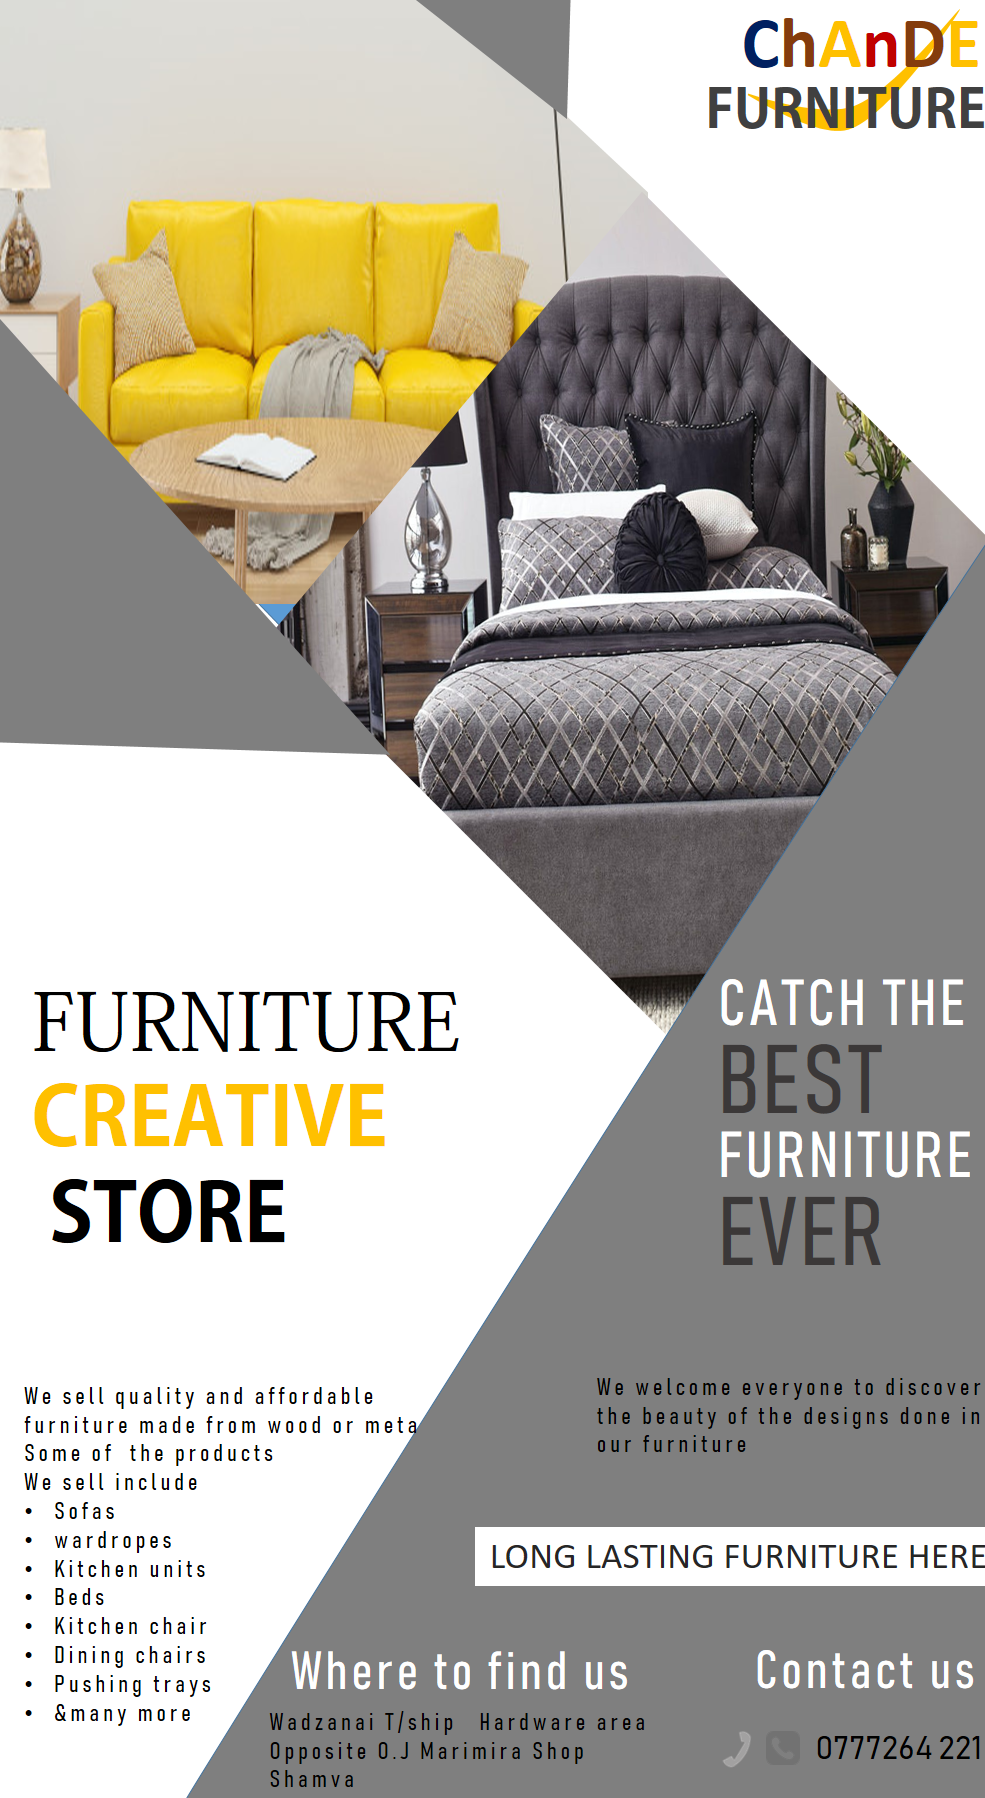 ChAnDE
FURNITURE
FURNITURE
CREATIVE
STORE
CATCH THE
BEST
FURNITURE
EVER
We sell quality and affordable
furniture made from wood or meta
Some of the products
We sell include
• Sofas
• wardropes
• Kitchen units
• Beds
• Kitchen chair
• Dining chairs
• Pushing trays
• &many more
We welcome everyone to discover
the beauty of the designs done in
our furniture
LONG LASTING FURNITURE HERE
Where to find us
Wadzanai T/ship Hardware area
Opposite O.J Marimira Shop
Shamva
Contact us
0777264 221